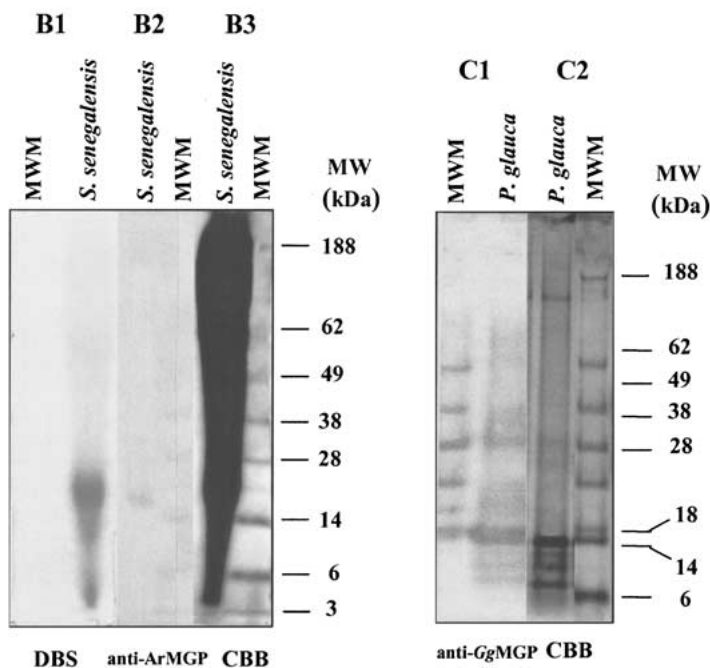 B1 B2 B3
MWM
S. senegalensis
S. senegalensis
MWM
S. senegalensis
MWM
MW
(kDa)
188
62
49
38
28
14
6
3
DBS anti-ArMGP CBB
C1 C2
MWM
P. glauca
P. glauca
MWM
MW
(kDa)
188
62
49
38
28
18
14
6
anti-GgMGP CBB